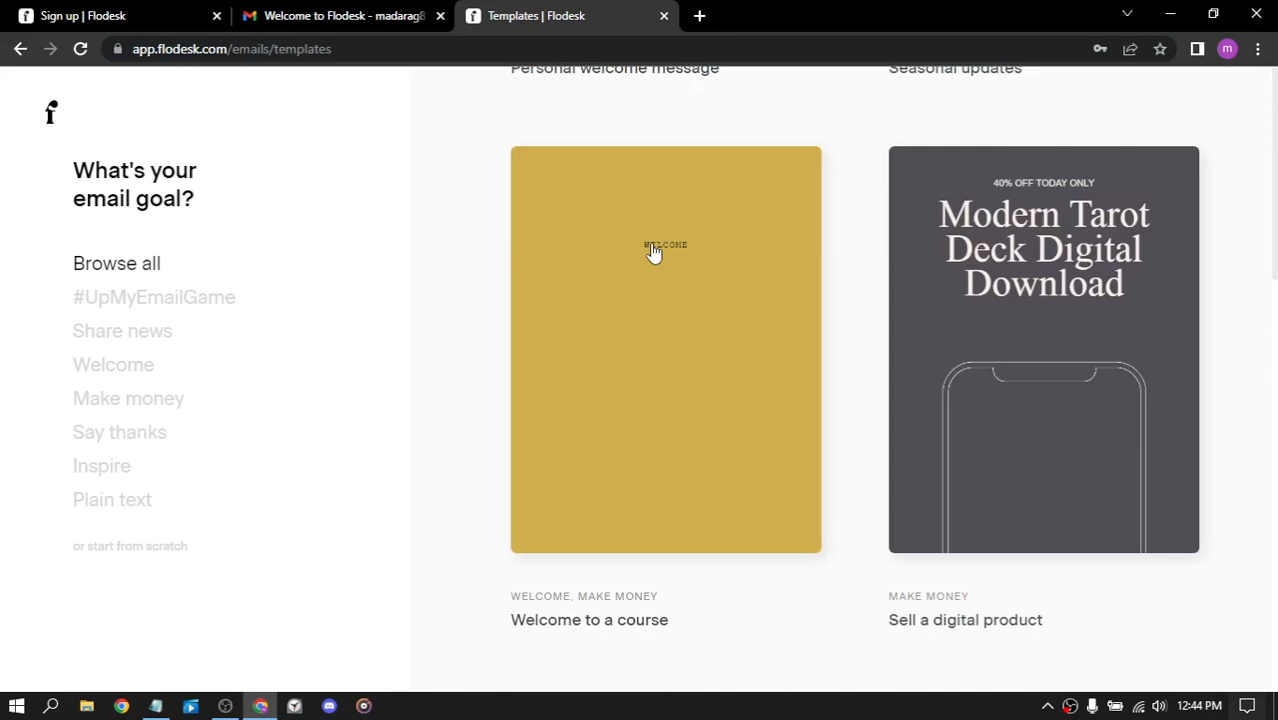 Sign up | Flodesk
Welcome to Flodesk - madarag8
Templates | Flodesk
app.flodesk.com/emails/templates
m
Personal welcome message
Seasonal updates
What's your
email goal?
Browse all
#UpMyEmailGame
Share news
Welcome
Make money
Say thanks
Inspire
Plain text
or start from scratch
WELCOME
WELCOME, MAKE MONEY
Welcome to a course
40% OFF TODAY ONLY
Modern Tarot
Deck Digital
Download
MAKE MONEY
Sell a digital product
12:44 PM